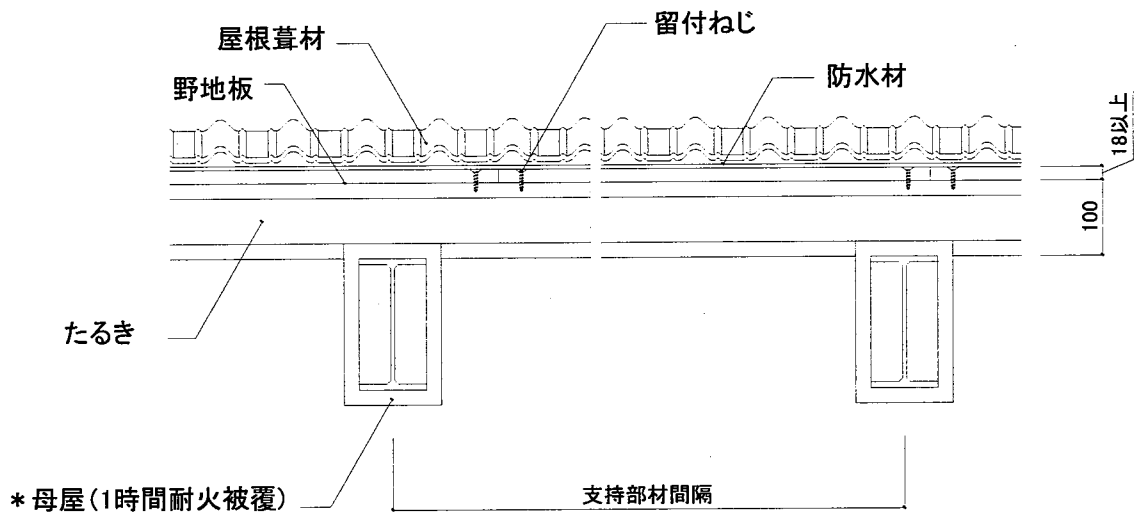 留付ねじ
屋根葺材
防水材
野地板
18以上
100
たるき
*母屋(1時間耐火被覆)
支持部材間隔